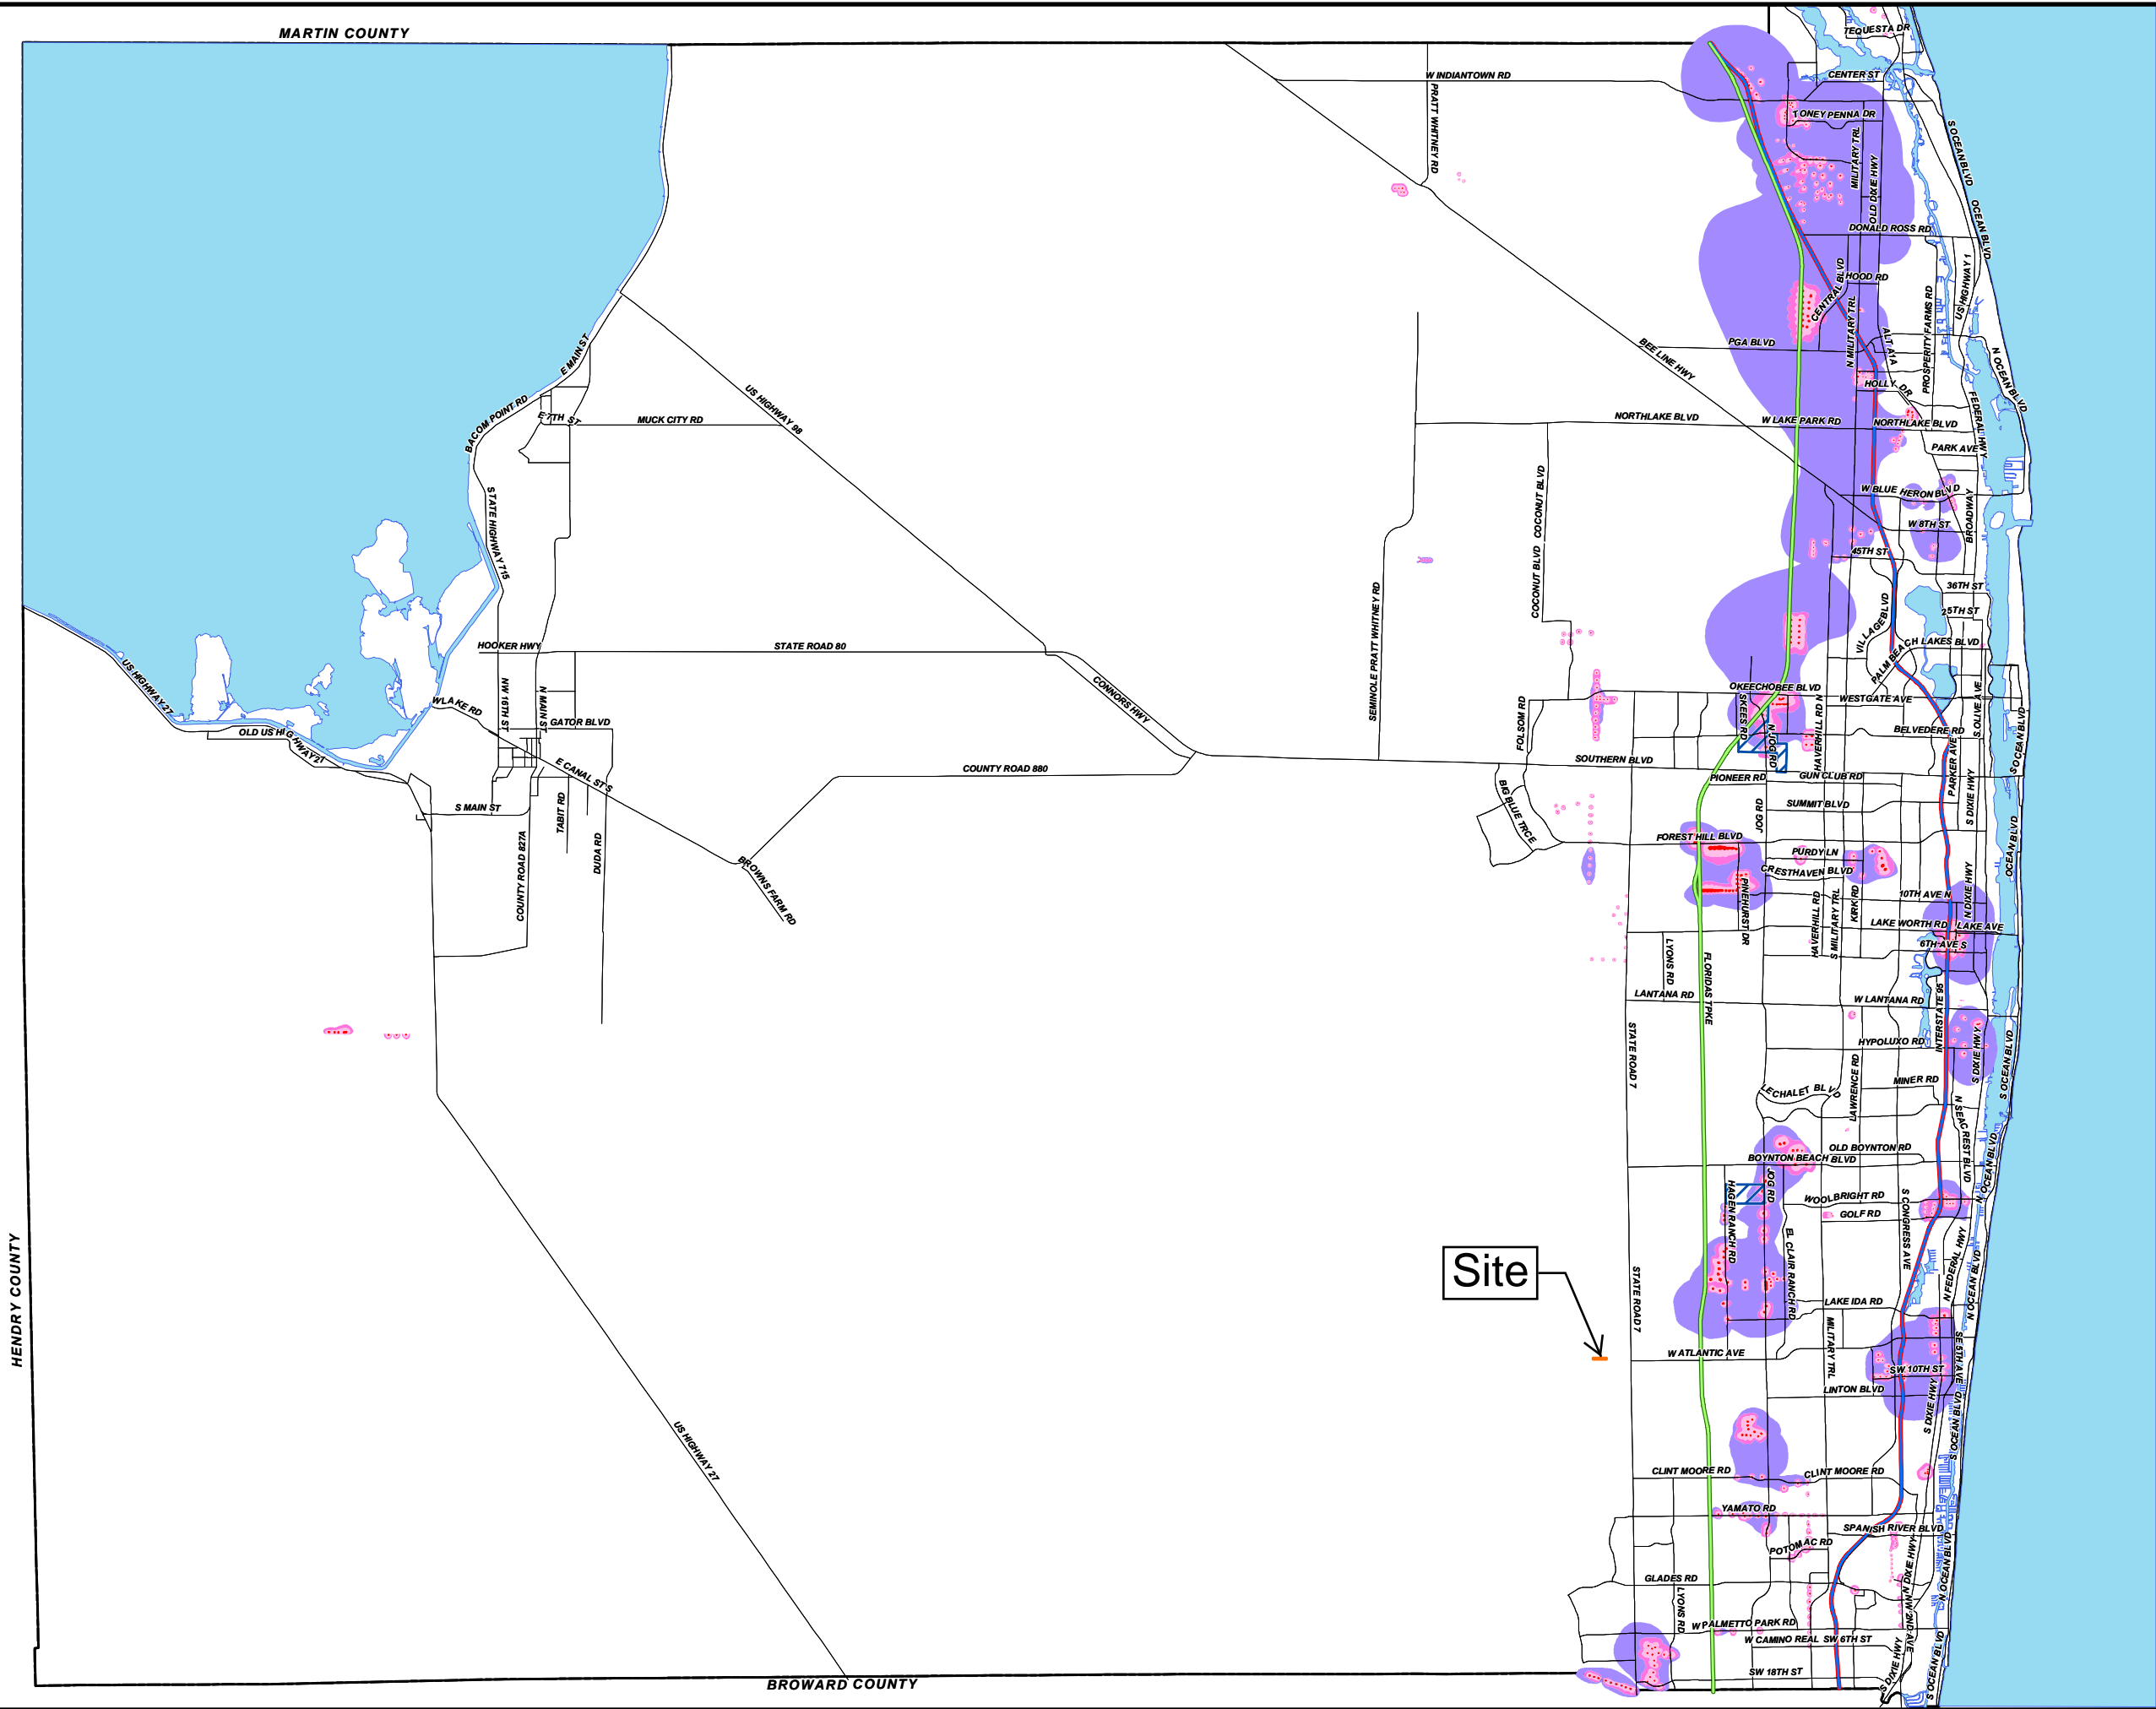 MARTIN COUNTY
TEQUESTA DR
W INDIANTOWN RD
CENTER ST
PRATT WHITNEY RD
TONEY PENNA DR
MILITARY TRL
OLD DIXIE HWY
S OCEAN BLVD
OCEAN BLVD
DONALD ROSS RD
HOOD RD
CENTRAL BLVD
US HIGHWAY 1
PROSPERITY FARMS RD
N MILITARY TRL
ALT A1A
PGA BLVD
BEE LINE HWY
N OCEAN BLVD
HOLLY DR
FEDERAL HWY
E MAIN ST
BACOM POINT RD
E 7TH ST
MUCK CITY RD
US HIGHWAY 98
NORTHLAKE BLVD
W LAKE PARK RD
NORTHLAKE BLVD
PARK AVE
COCONUT BLVD
COCONUT BLVD
W BLUE HERON BLVD
BROADWAY
W 8TH ST
STATE HIGHWAY 715
45TH ST
36TH ST
25TH ST
VILLAGE BLVD
PALM BEACH LAKES BLVD
SEMINOLE PRATT WHITNEY RD
HOOKER HWY
STATE ROAD 80
US HIGHWAY 27
W LAKE RD
NW 16TH ST
N MAIN ST
GATOR BLVD
OLD US HIGHWAY 27
CONNORS HWY
FOLSOM RD
OKEECHOBEE BLVD
SKEES RD
N JOG RD
HAVERHILL RD N
WESTGATE AVE
S OLIVE AVE
BELVEDERE RD
S OCEAN BLVD
E CANAL ST S
COUNTY ROAD 880
SOUTHERN BLVD
PIONEER RD
GUN CLUB RD
PARKER AVE
S DIXIE HWY
S MAIN ST
TABIT RD
DUDA RD
COUNTY ROAD 827A
BIG BLUE TRCE
JOG RD
SUMMIT BLVD
FOREST HILL BLVD
PURDY LN
CRESTHAVEN BLVD
OCEAN BLVD
BROWNS FARM RD
PINEHURST DR
HAVERHILL RD
S MILITARY TRL
KIRK RD
10TH AVE N
N DIXIE HWY
LAKE WORTH RD
LAKE AVE
6TH AVE S
LYONS RD
FLORIDAS TPKE
LANTANA RD
W LANTANA RD
INTERSTATE 95
STATE ROAD 7
HYPOLUXO RD
S DIXIE HWY
S OCEAN BLVD
MINER RD
LECHALET BLVD
LAWRENCE RD
N SEACREST BLVD
OLD BOYNTON RD
BOYNTON BEACH BLVD
N OCEAN BLVD
HAGEN RANCH RD
JOG RD
WOOLBRIGHT RD
GOLF RD
S CONGRESS AVE
EL CLAIR RANCH RD
N FEDERAL HWY
N OCEAN BLVD
HENDRY COUNTY
Site
STATE ROAD 7
LAKE IDA RD
MILITARY TRL
W ATLANTIC AVE
SE 5TH AVE
SW 10TH ST
LINTON BLVD
S DIXIE HWY
S OCEAN BLVD
US HIGHWAY 27
CLINT MOORE RD
CLINT MOORE RD
YAMATO RD
SPANISH RIVER BLVD
POTOMAC RD
GLADES RD
LYONS RD
N DIXIE HWY
N OCEAN BLVD
NW 2ND AVE
W PALMETTO PARK RD
W CAMINO REAL
SW 6TH ST
SW 18TH ST
S DIXIE HWY
S OCEAN BLVD
BROWARD COUNTY